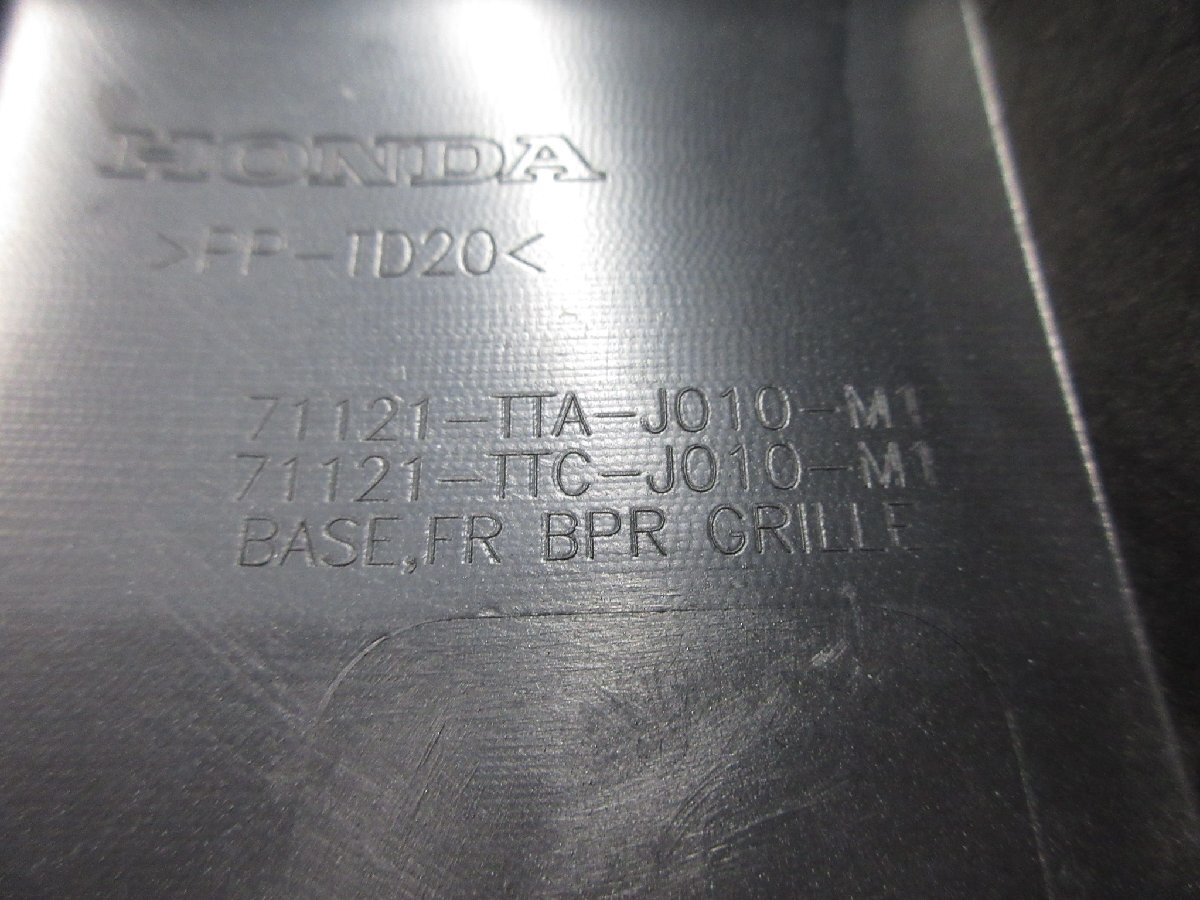 HONDA
>PP-TD20<
71121-TTA-J010-M1
71121-TTC-J010-M1
BASE,FR BPR GRILLE